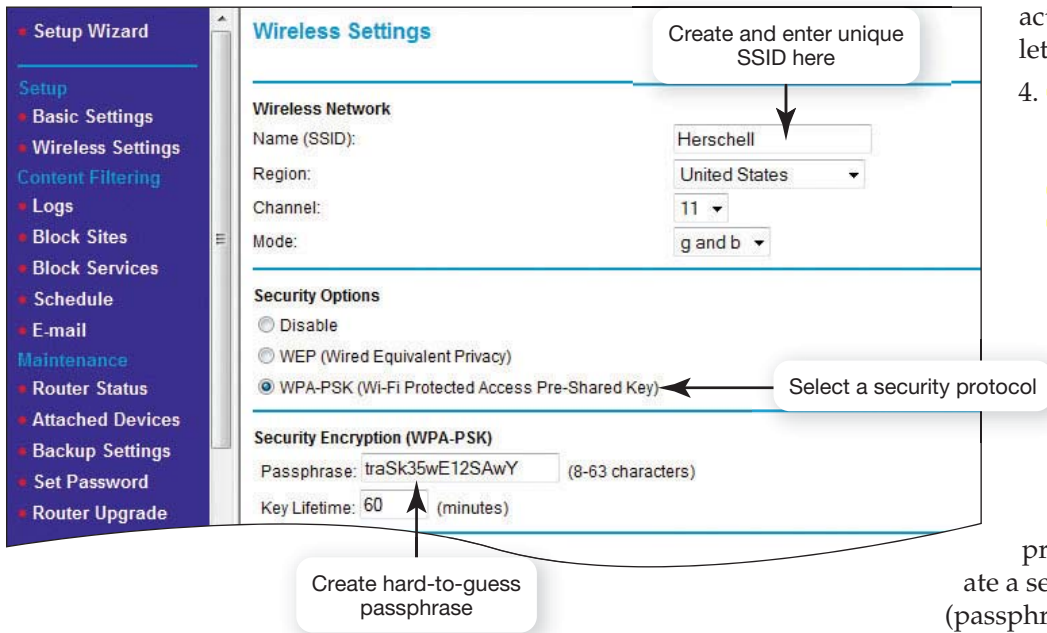 Setup Wizard
Setup
Basic Settings
Wireless Settings
Content Filtering
Logs
Block Sites
Block Services
Schedule
E-mail
Maintenance
Router Status
Attached Devices
Backup Settings
Set Password
Router Upgrade
Wireless Settings
Create and enter unique
SSID here
Wireless Network
Name (SSID): Herschell
Region: United States
Channel: 11
Mode: g and b
Security Options
Disable
WEP (Wired Equivalent Privacy)
WPA-PSK (Wi-Fi Protected Access Pre-Shared Key)
Select a security protocol
Security Encryption (WPA-PSK)
Passphrase: traSk35wE12SAwY (8-63 characters)
Key Lifetime: 60 (minutes)
Create hard-to-guess
passphrase
4.
ate a se
(passphr